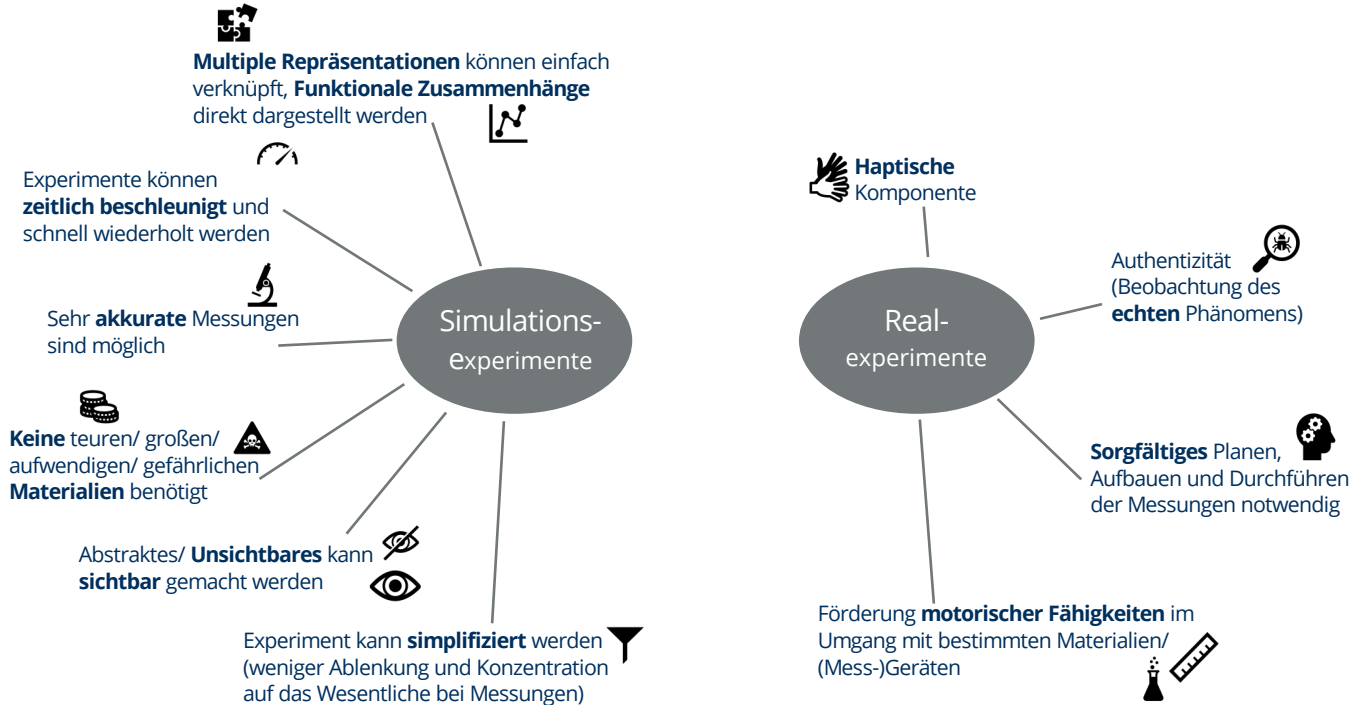 Multiple Repräsentationen können einfach
verknüpft, Funktionale Zusammenhänge
direkt dargestellt werden
Experimente können
zeitlich beschleunigt und
schnell wiederholt werden
Sehr akkurate Messungen
sind möglich
Keine teuren/ großen/
aufwendigen/ gefährlichen
Materialien benötigt
Abstraktes/ Unsichtbares kann
sichtbar gemacht werden
Experiment kann simplifiziert werden
(weniger Ablenkung und Konzentration
auf das Wesentliche bei Messungen)
Simulations-
experimente
Haptische
Komponente
Authentizität
(Beobachtung des
echten Phänomens)
Real-
experimente
Sorgfältiges Planen,
Aufbauen und Durchführen
der Messungen notwendig
Förderung motorischer Fähigkeiten im
Umgang mit bestimmten Materialien/
(Mess-)Geräten